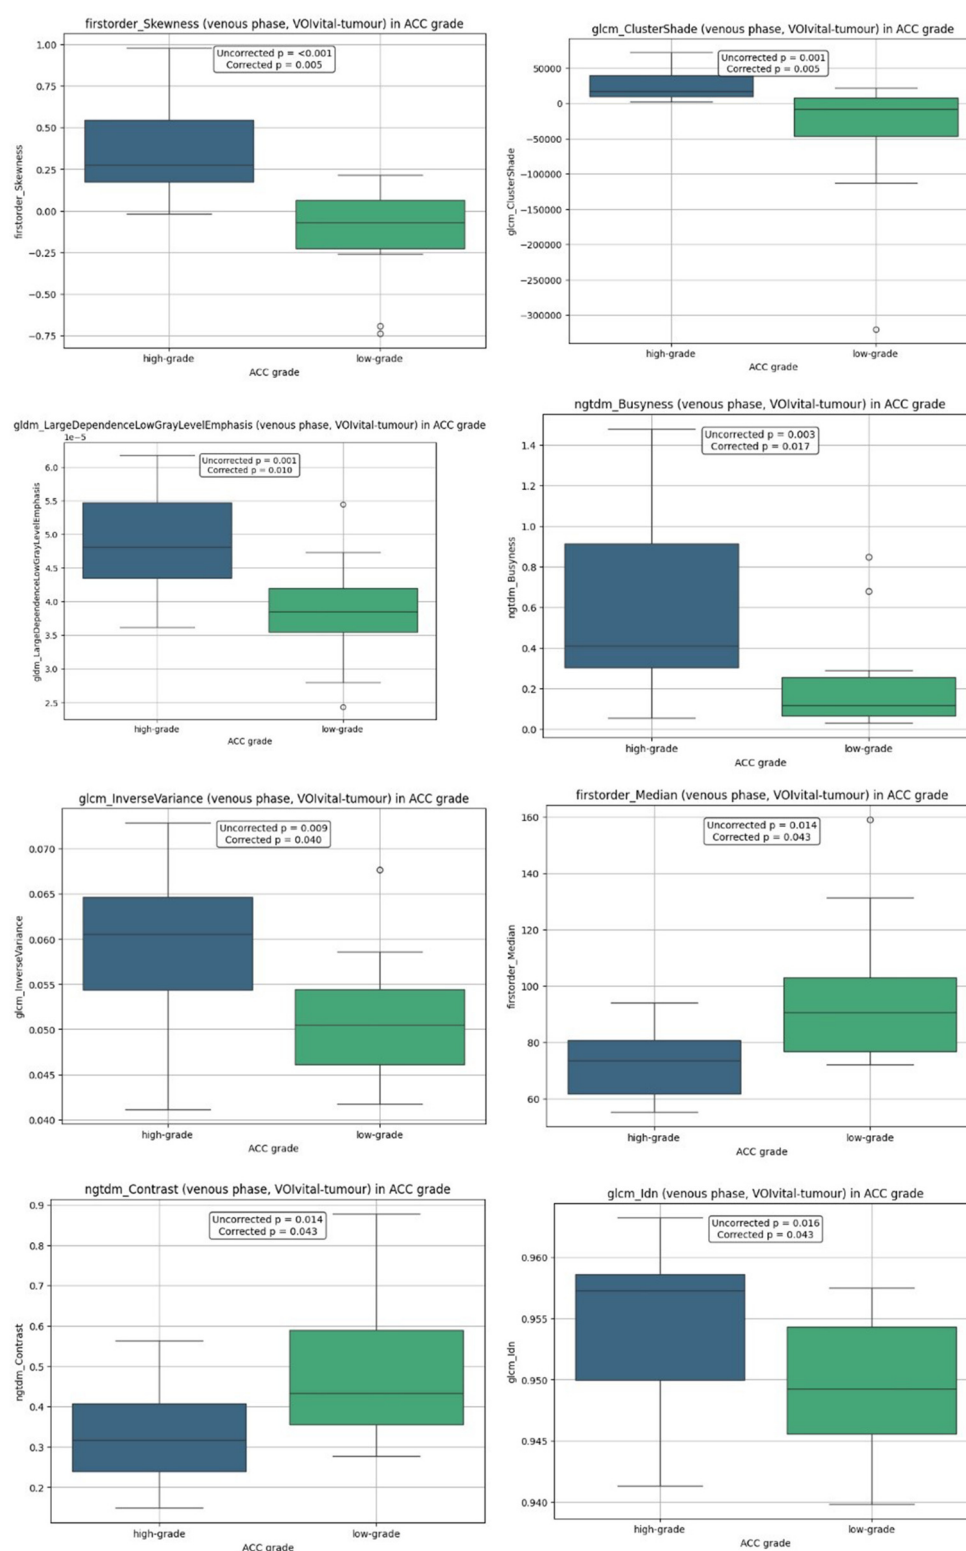 firstorder_Skewness (venous phase, VOIvital-tumour) in ACC grade
Uncorrected p = <0.001
Corrected p = 0.005
firstorder_Skewness
1.00
0.75
0.50
0.25
0.00
−0.25
−0.50
−0.75
high-grade
low-grade
ACC grade
glcm_ClusterShade (venous phase, VOIvital-tumour) in ACC grade
Uncorrected p = 0.001
Corrected p = 0.005
glcm_ClusterShade
50000
0
−50000
−100000
−150000
−200000
−250000
−300000
high-grade
low-grade
ACC grade
gldm_LargeDependenceLowGrayLevelEmphasis (venous phase, VOIvital-tumour) in ACC grade
1e−5
Uncorrected p = 0.001
Corrected p = 0.010
gldm_LargeDependenceLowGrayLevelEmphasis
6.0
5.5
5.0
4.5
4.0
3.5
3.0
2.5
high-grade
low-grade
ACC grade
ngtdm_Busyness (venous phase, VOIvital-tumour) in ACC grade
Uncorrected p = 0.003
Corrected p = 0.017
ngtdm_Busyness
1.4
1.2
1.0
0.8
0.6
0.4
0.2
0.0
high-grade
low-grade
ACC grade
glcm_InverseVariance (venous phase, VOIvital-tumour) in ACC grade
Uncorrected p = 0.009
Corrected p = 0.040
glcm_InverseVariance
0.070
0.065
0.060
0.055
0.050
0.045
0.040
high-grade
low-grade
ACC grade
firstorder_Median (venous phase, VOIvital-tumour) in ACC grade
Uncorrected p = 0.014
Corrected p = 0.043
firstorder_Median
160
140
120
100
80
60
high-grade
low-grade
ACC grade
ngtdm_Contrast (venous phase, VOIvital-tumour) in ACC grade
Uncorrected p = 0.014
Corrected p = 0.043
ngtdm_Contrast
0.9
0.8
0.7
0.6
0.5
0.4
0.3
0.2
high-grade
low-grade
ACC grade
glcm_Idn (venous phase, VOIvital-tumour) in ACC grade
Uncorrected p = 0.016
Corrected p = 0.043
glcm_Idn
0.960
0.955
0.950
0.945
0.940
high-grade
low-grade
ACC grade